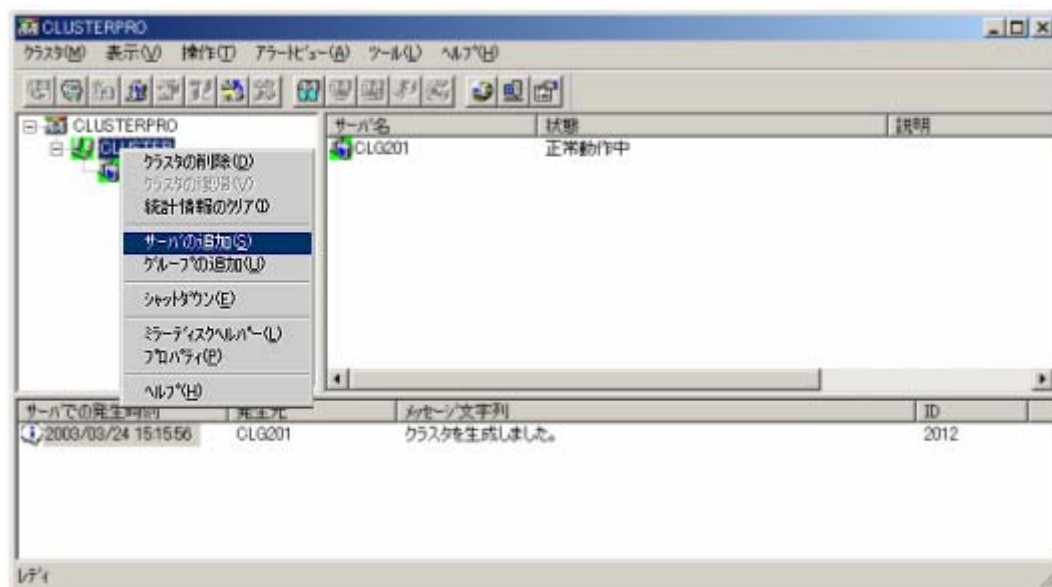 CLUSTERPRO
クラスタ(M) 表示(V) 操作(T) アラートビュー(A) ツール(L) ヘルプ(H)
CLUSTERPRO
CLUSTER
サーバ名 状態 説明
CLG201 正常動作中
クラスタの削除(D)
クラスタの復帰(V)
統計情報のクリア(I)
サーバの追加(S)
グループの追加(U)
シャットダウン(E)
ミラーディスクヘルパー(L)
プロパティ(P)
ヘルプ(H)
サーバでの発生時刻 発生元 メッセージ文字列 ID
2003/03/24 15:15:56 CLG201 クラスタを生成しました。 2012
レディ